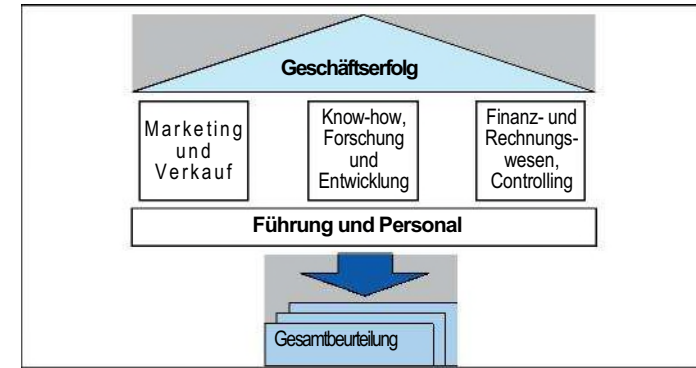 Geschäftserfolg
Marketing
und
Verkauf
Know-how,
Forschung
und
Entwicklung
Finanz- und
Rechnungs-
wesen,
Controlling
Führung und Personal
Gesamtbeurteilung